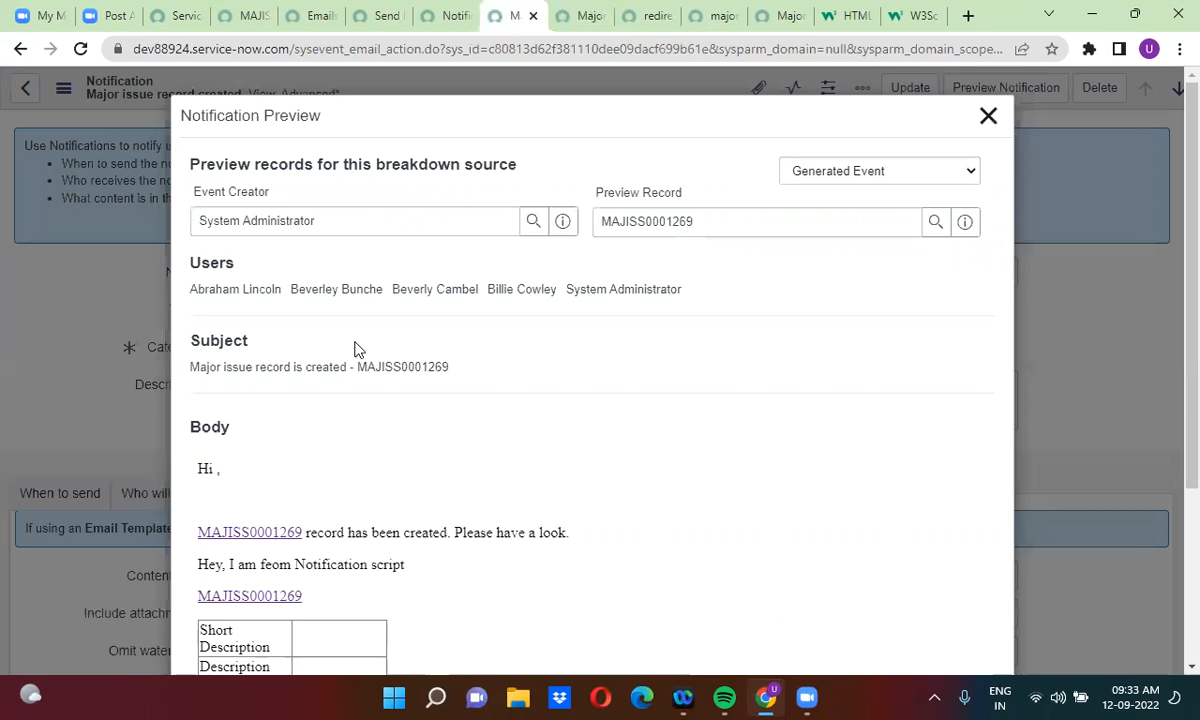 My M
Post A
Servic
MAJIS
Emails
Send
Notifi
M
Major
redire
major
Major
HTML
W3Sc
dev88924.service-now.com/sysevent_email_action.do?sys_id=c80813d62f381110dee09dacf699b61e&sysparm_domain=null&sysparm_domain_scope...
U
Notification
Major issue record created
View: Advanced*
Update
Preview Notification
Delete
Use Notifications to notify u
When to send the no
Who receives the no
What content is in th
Cate
Descri
When to send
Who will
If using an Email Template
Conten
Include attachm
Omit water
Notification Preview
Preview records for this breakdown source
Generated Event
Event Creator
Preview Record
System Administrator
MAJISS0001269
Users
Abraham Lincoln Beverley Bunche Beverly Cambel Billie Cowley System Administrator
Subject
Major issue record is created - MAJISS0001269
Body
Hi ,
MAJISS0001269 record has been created. Please have a look.
Hey, I am feom Notification script
MAJISS0001269
Short
Description
Description
U
ENG
IN
09:33 AM
12-09-2022